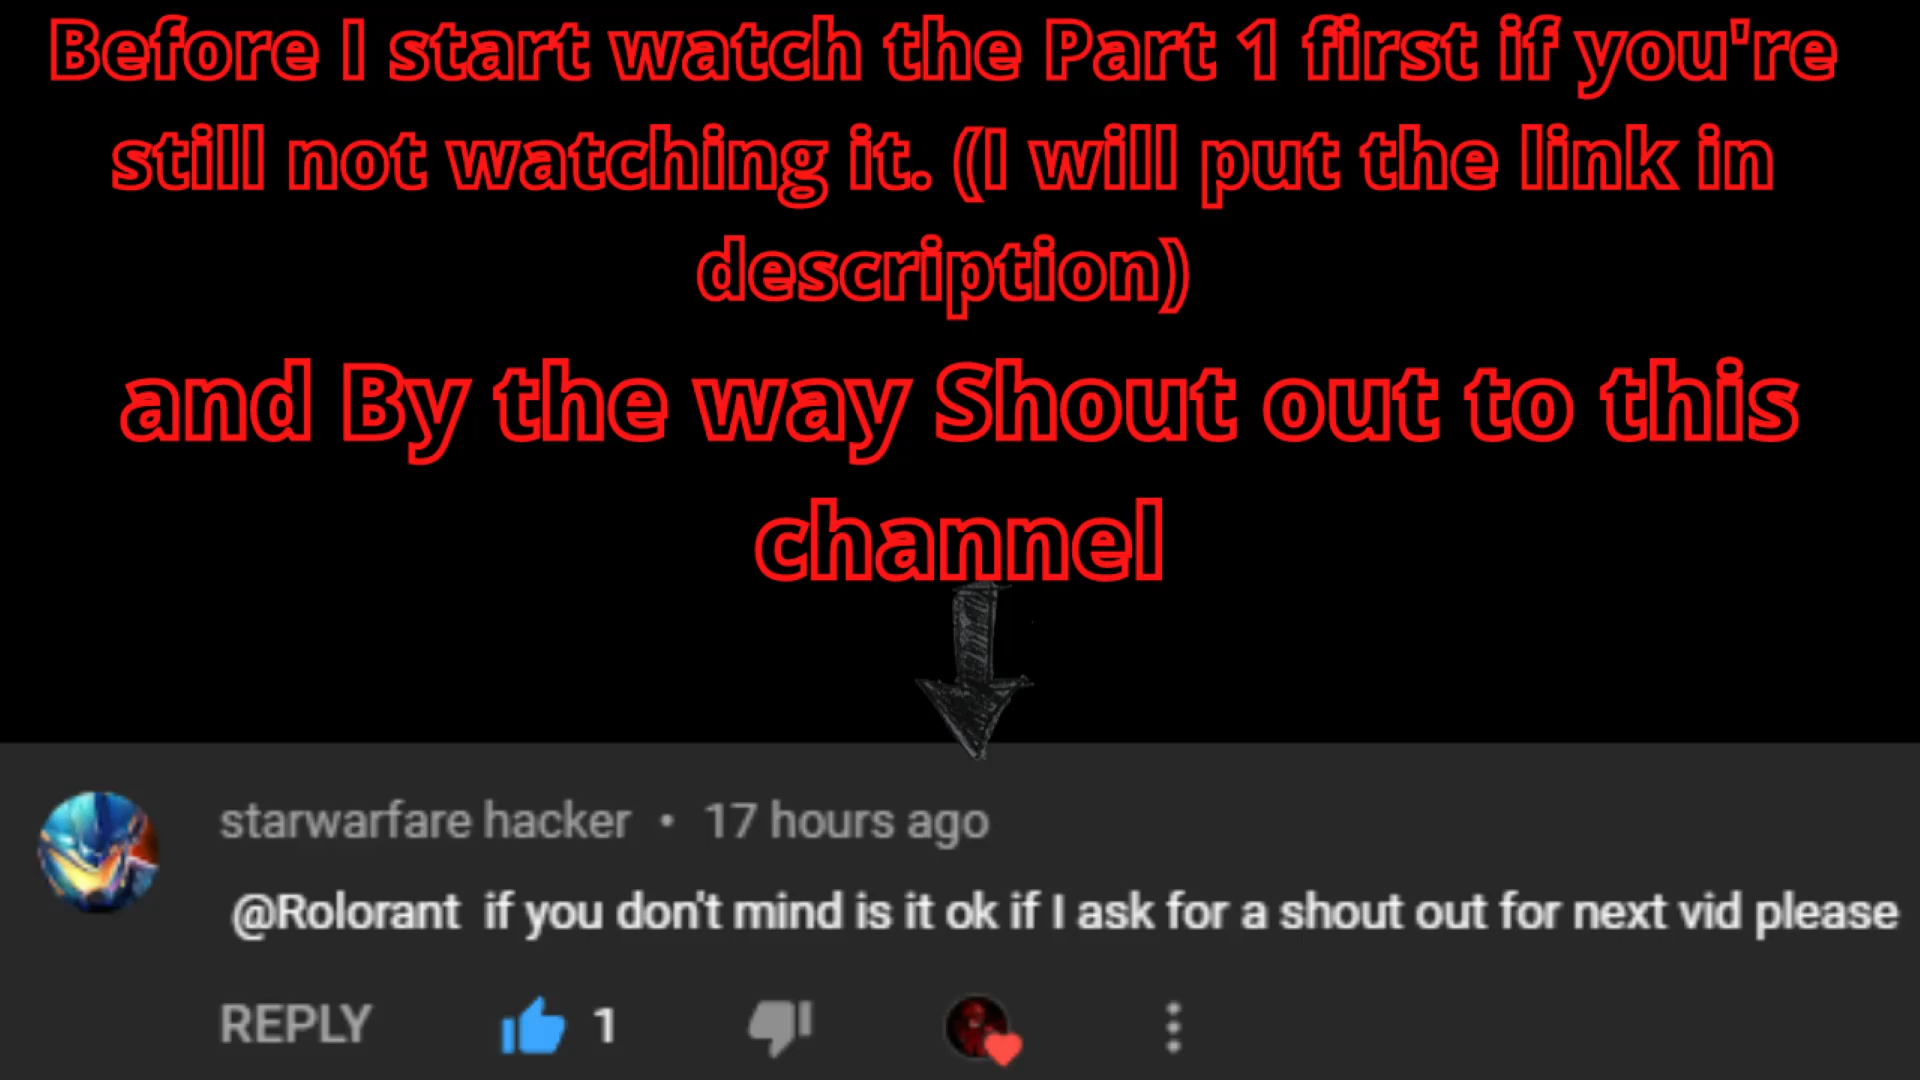 Before I start watch the Part 1 first if you're
still not watching it. (I will put the link in
description)
and By the way Shout out to this
channel
starwarfare hacker • 17 hours ago
@Rolorant if you don't mind is it ok if I ask for a shout out for next vid please
REPLY 1